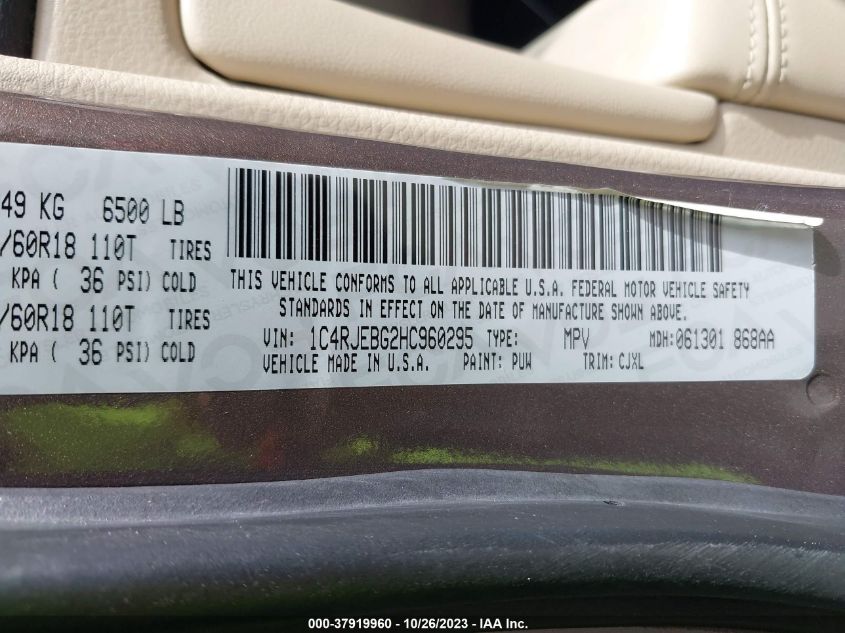 49 KG 6500 LB
/60R18 110T TIRES
KPA ( 36 PSI) COLD
/60R18 110T TIRES
KPA ( 36 PSI) COLD
THIS VEHICLE CONFORMS TO ALL APPLICABLE U.S.A. FEDERAL MOTOR VEHICLE SAFETY
STANDARDS IN EFFECT ON THE DATE OF MANUFACTURE SHOWN ABOVE.
VIN: 1C4RJEBG2HC960295 TYPE: MPV MDH: 061301 868AA
VEHICLE MADE IN U.S.A. PAINT: PUW TRIM: CJXL
000-37919960 - 10/26/2023 - IAA Inc.